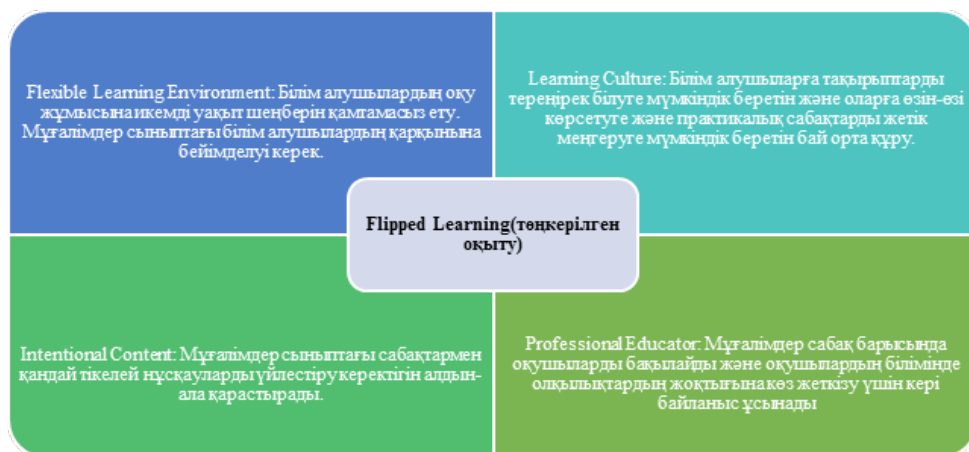 Flexible Learning Environment: Білім алушылардың оқу
жұмысына икемді уақыт шеңберін қамтамасыз ету.
Мұғалімдер сыныптағы білім алушылардың қарқынына
бейімделуі керек.
Learning Culture: Білім алушыларға тақырыптарды
тереңірек білуге мүмкіндік беретін және оларға өзін-өзі
көрсетуге және практикалық сабақтарды жетік
меңгеруге мүмкіндік беретін бай орта құру.
Flipped Learning(төңкерілген
оқыту)
Intentional Content: Мұғалімдер сыныптағы сабақтармен
қандай тікелей нұсқауларды үйлестіру керектігін алдын-
ала қарастырады.
Professional Educator: Мұғалімдер сабақ барысында
оқушыларды бақылайды және оқушылардың білімінде
олқылықтардың жоқтығына көз жеткізу үшін кері
байланыс ұсынады